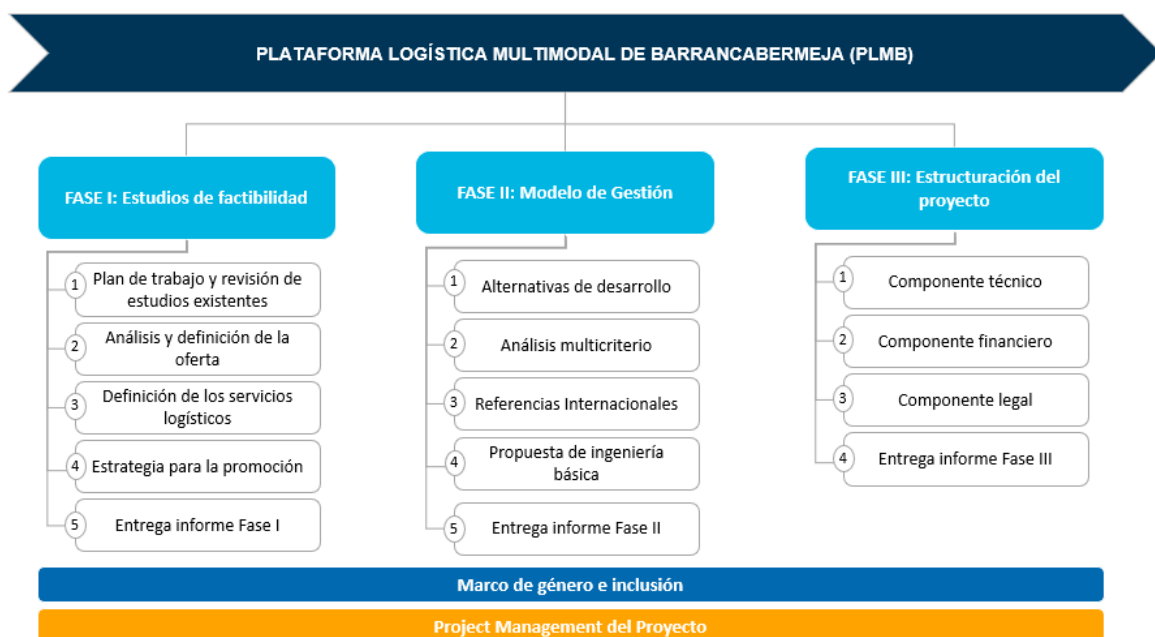 PLATAFORMA LOGÍSTICA MULTIMODAL DE BARRANCABERMEJA (PLMB)
FASE I: Estudios de factibilidad
1
Plan de trabajo y revisión de
estudios existentes
2
Análisis y definición de la
oferta
3
Definición de los servicios
logísticos
4
Estrategia para la promoción
5
Entrega informe Fase I
FASE II: Modelo de Gestión
1
Alternativas de desarrollo
2
Análisis multicriterio
3
Referencias Internacionales
4
Propuesta de ingeniería
básica
5
Entrega informe Fase II
FASE III: Estructuración del
proyecto
1
Componente técnico
2
Componente financiero
3
Componente legal
4
Entrega informe Fase III
Marco de género e inclusión
Project Management del Proyecto